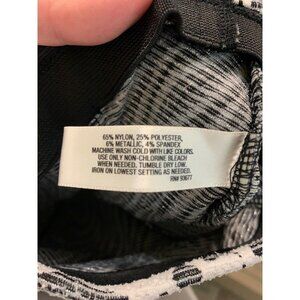 65% NYLON, 25% POLYESTER,
6% METALLIC, 4% SPANDEX
MACHINE WASH COLD WITH LIKE COLORS.
USE ONLY NON-CHLORINE BLEACH
WHEN NEEDED, TUMBLE DRY LOW.
IRON ON LOWEST SETTING AS NEEDED.
RN# 93677